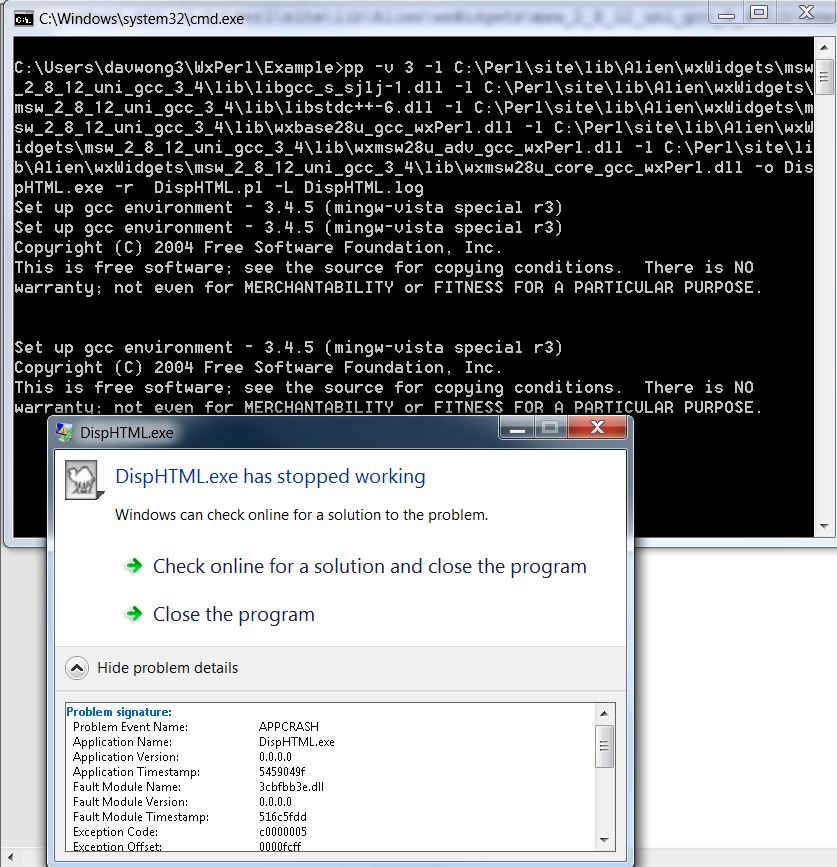 C:\Windows\system32\cmd.exe
C:\Users\davwong3\WxPerl\Example>pp -v 3 -l C:\Perl\site\lib\Alien\wxWidgets\msw
_2_8_12_uni_gcc_3_4\lib\libgcc_s_sjlj-1.dll -l C:\Perl\site\lib\Alien\wxWidgets\
msw_2_8_12_uni_gcc_3_4\lib\libstdc++-6.dll -l C:\Perl\site\lib\Alien\wxWidgets\m
sw_2_8_12_uni_gcc_3_4\lib\wxbase28u_gcc_wxPerl.dll -l C:\Perl\site\lib\Alien\wxW
idgets\msw_2_8_12_uni_gcc_3_4\lib\wxmsw28u_adv_gcc_wxPerl.dll -l C:\Perl\site\li
b\Alien\wxWidgets\msw_2_8_12_uni_gcc_3_4\lib\wxmsw28u_core_gcc_wxPerl.dll -o Dis
pHTML.exe -r  DispHTML.pl -L DispHTML.log
Set up gcc environment - 3.4.5 (mingw-vista special r3)
Set up gcc environment - 3.4.5 (mingw-vista special r3)
Copyright (C) 2004 Free Software Foundation, Inc.
This is free software; see the source for copying conditions.  There is NO
warranty; not even for MERCHANTABILITY or FITNESS FOR A PARTICULAR PURPOSE.
Set up gcc environment - 3.4.5 (mingw-vista special r3)
Copyright (C) 2004 Free Software Foundation, Inc.
This is free software; see the source for copying conditions.  There is NO
warranty; not even for MERCHANTABILITY or FITNESS FOR A PARTICULAR PURPOSE.
DispHTML.exe
DispHTML.exe has stopped working
Windows can check online for a solution to the problem.
Check online for a solution and close the program
Close the program
Hide problem details
Problem signature:
Problem Event Name: APPCRASH
Application Name: DispHTML.exe
Application Version: 0.0.0.0
Application Timestamp: 5459049f
Fault Module Name: 3cbfbb3e.dll
Fault Module Version: 0.0.0.0
Fault Module Timestamp: 516c5fdd
Exception Code: c0000005
Exception Offset: 0000fcff